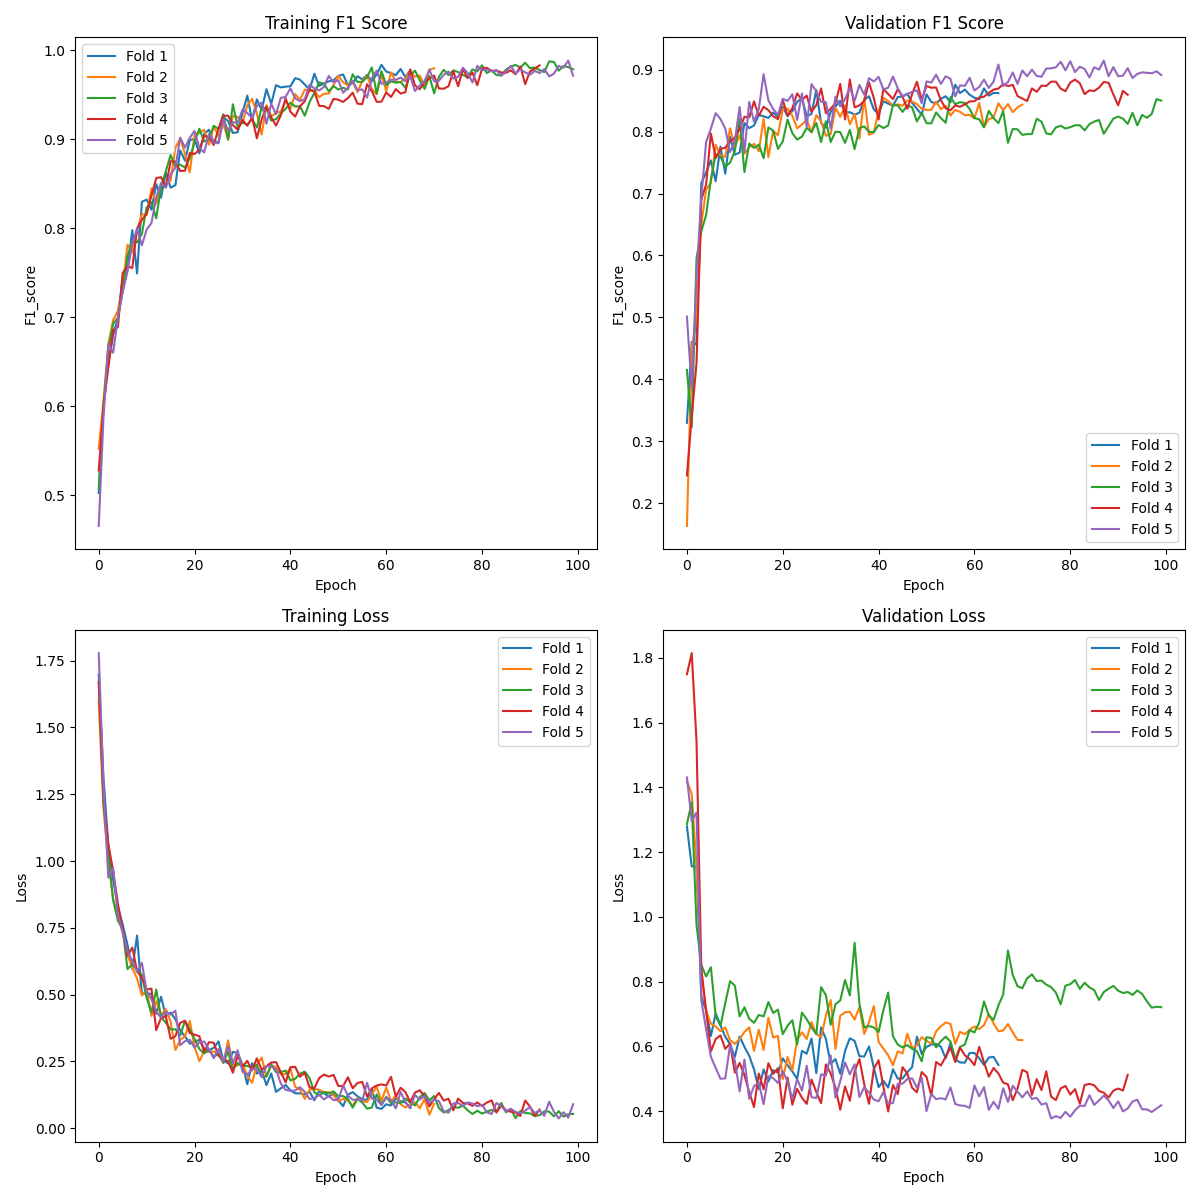 Training F1 Score
F1_score
1.0
0.9
0.8
0.7
0.6
0.5
Fold 1
Fold 2
Fold 3
Fold 4
Fold 5
0 20 40 60 80 100
Epoch
Validation F1 Score
F1_score
0.9
0.8
0.7
0.6
0.5
0.4
0.3
0.2
Fold 1
Fold 2
Fold 3
Fold 4
Fold 5
0 20 40 60 80 100
Epoch
Training Loss
Loss
1.75
1.50
1.25
1.00
0.75
0.50
0.25
0.00
Fold 1
Fold 2
Fold 3
Fold 4
Fold 5
0 20 40 60 80 100
Epoch
Validation Loss
Loss
1.8
1.6
1.4
1.2
1.0
0.8
0.6
0.4
Fold 1
Fold 2
Fold 3
Fold 4
Fold 5
0 20 40 60 80 100
Epoch